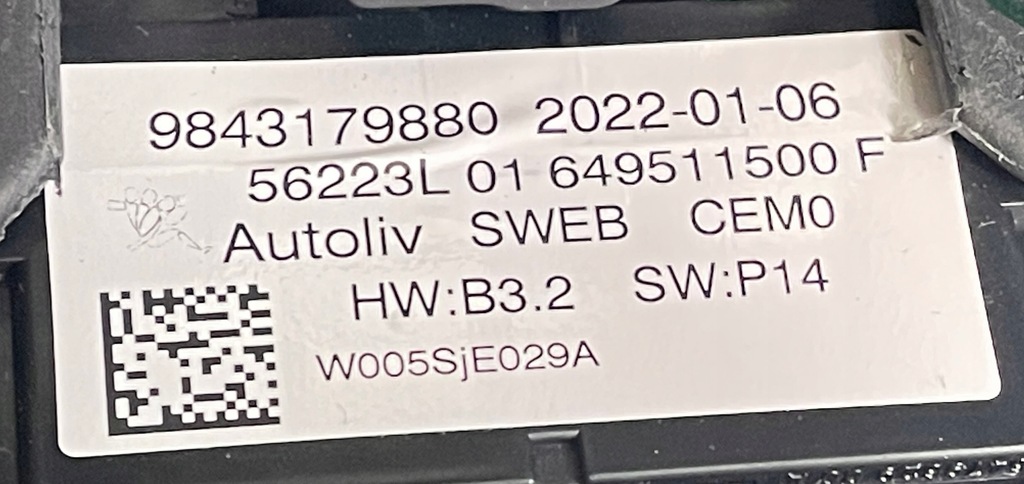 9843179880 2022-01-06
56223L 01 649511500 F
Autoliv SWEB CEM0
HW:B3.2 SW:P14
W005SjE029A